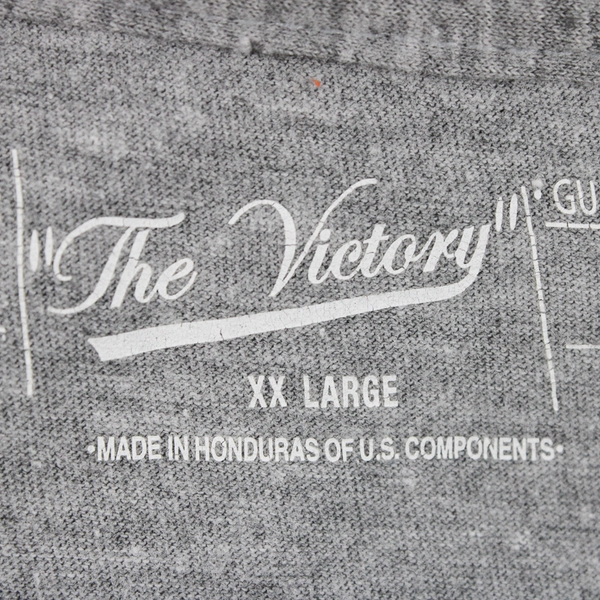 "The Victory"
XX LARGE
•MADE IN HONDURAS OF U.S. COMPONENTS•